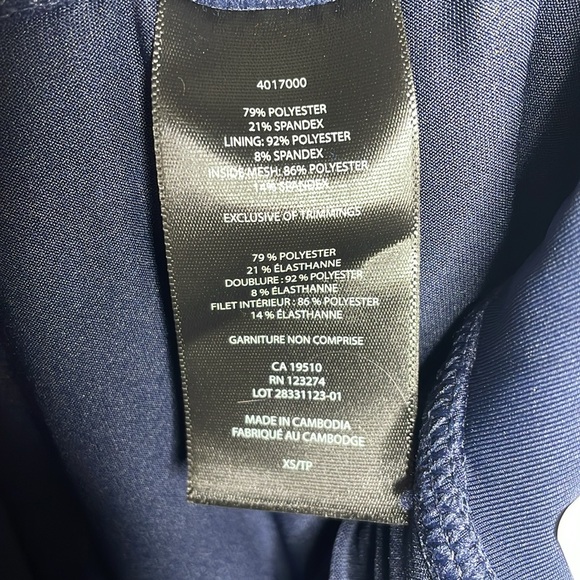 4017000
79% POLYESTER
21% SPANDEX
LINING: 92% POLYESTER
8% SPANDEX
INSIDE MESH: 86% POLYESTER
14% SPANDEX
EXCLUSIVE OF TRIMMINGS
79 % POLYESTER
21 % ÉLASTHANNE
DOUBLURE : 92 % POLYESTER
8 % ÉLASTHANNE
FILET INTÉRIEUR : 86 % POLYESTER
14 % ÉLASTHANNE
GARNITURE NON COMPRISE
CA 19510
RN 123274
LOT 28331123-01
MADE IN CAMBODIA
FABRIQUÉ AU CAMBODGE
XS/TP